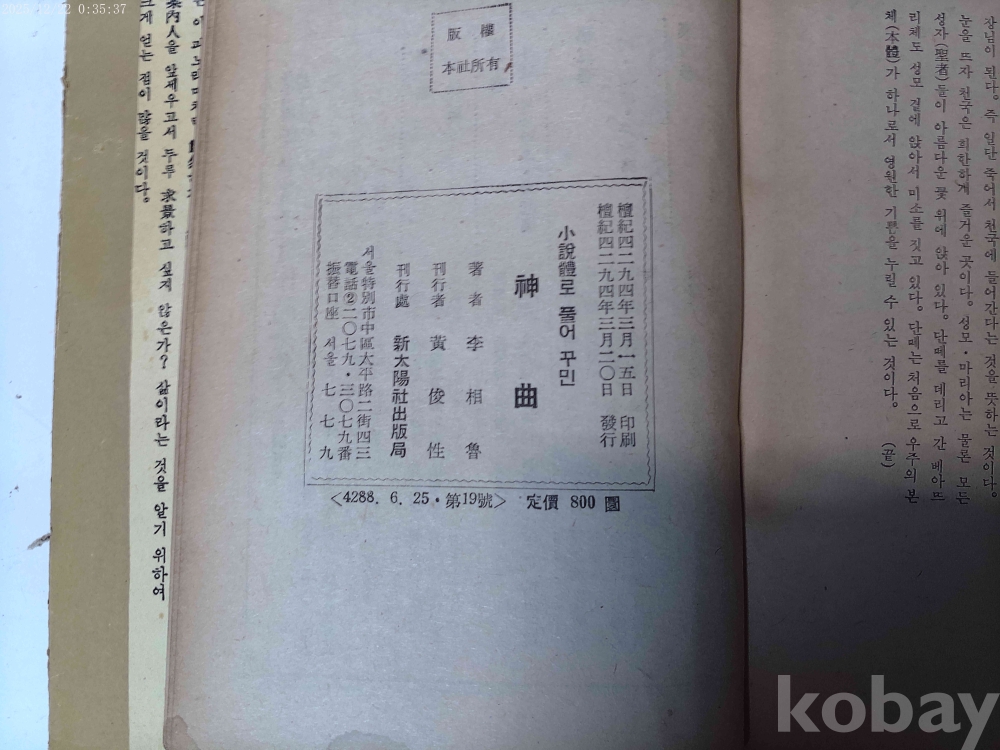 장님이 된다. 즉 일단 죽어서 천국에 들어간다는 것을 뜻하는 것이다.
눈을 뜨자 천국은 희한하게 즐거운 곳이다. 성모·마리아는 물론 모든
성자(聖者)들이 아름다운 꽃 위에 앉아 있다. 단떼를 데리고 간 베아뜨
리체도 성모 곁에 앉아서 미소를 짓고 있다. 단떼는 처음으로 우주의 본
체(本體)가 하나로서 영원한 기쁨을 누릴 수 있는 것이다.
(끝)
版權
本社所有
檀紀四二九四年三月一五日 印刷
檀紀四二九四年三月二〇日 發行
小說體로 풀어 꾸민
神曲
著者 李相魯
刊行者 黃俊性
刊行處 新太陽社出版局
서울特別市中區太平路二街四三
電話②二〇七九·三〇七九番
振替口座 서울 七七九
<4288. 6. 25·第19號> 定價 800 圜
案內人을 앞세우고서 두루 求景하고 싶지 않은가? 삶이라는 것을 알기 위하여
크게 얻는 점이 많을 것이다.
2025/12/12 0:35:37
kobay